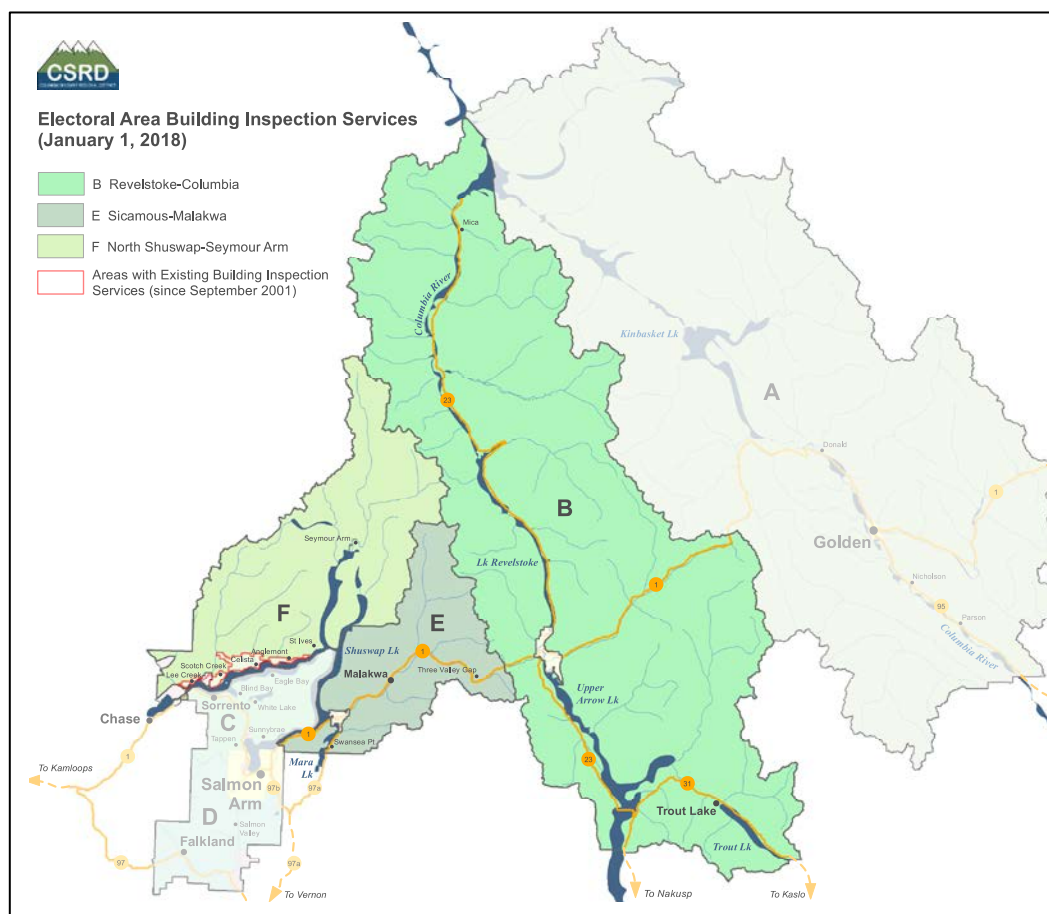 CSRD
COLUMBIA SHUSWAP REGIONAL DISTRICT
Electoral Area Building Inspection Services
(January 1, 2018)
B Revelstoke-Columbia
E Sicamous-Malakwa
F North Shuswap-Seymour Arm
Areas with Existing Building Inspection
Services (since September 2001)
Mica
Columbia River
Kinbasket Lk
A
23
Donald
1
B
Golden
Seymour Arm
Lk Revelstoke
1
Nicholson
95
Parson
Columbia River
F
E
St Ives
Anglemont
Celista
Scotch Creek
Lee Creek
Shuswap Lk
1
Three Valley Gap
Malakwa
Eagle Bay
Blind Bay
White Lake
Sorrento
Upper
Arrow Lk
Chase
C
Sunnybrae
Tappen
1
Swansea Pt
Mara
Lk
1
To Kamloops
Salmon
Arm
97b
97a
23
31
Trout Lake
D
Salmon
Valley
Falkland
97
97a
Trout Lk
To Vernon
To Nakusp
To Kaslo